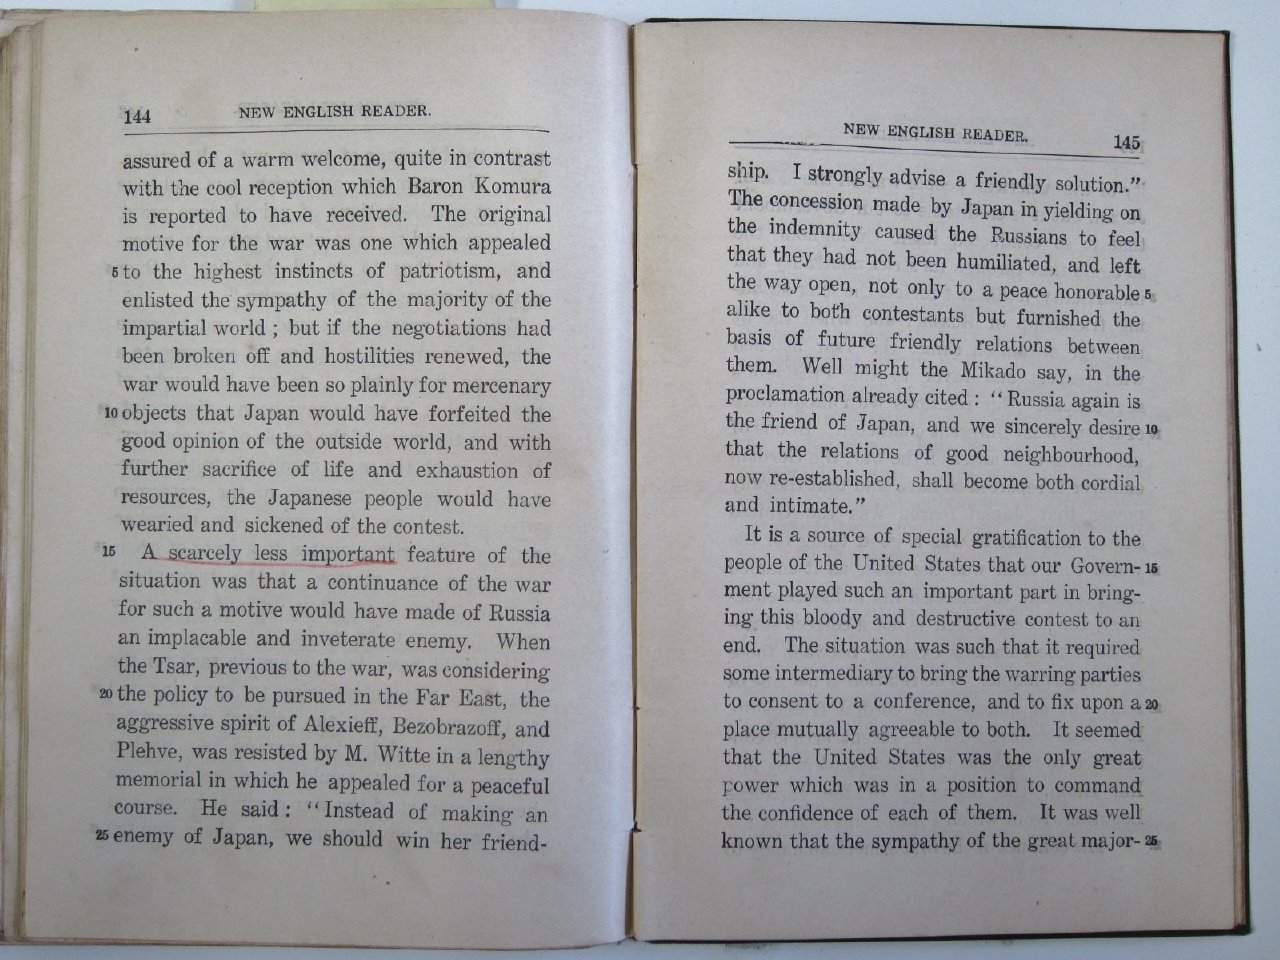 144 NEW ENGLISH READER.
assured of a warm welcome, quite in contrast
with the cool reception which Baron Komura
is reported to have received. The original
motive for the war was one which appealed
5 to the highest instincts of patriotism, and
enlisted the sympathy of the majority of the
impartial world ; but if the negotiations had
been broken off and hostilities renewed, the
war would have been so plainly for mercenary
10 objects that Japan would have forfeited the
good opinion of the outside world, and with
further sacrifice of life and exhaustion of
resources, the Japanese people would have
wearied and sickened of the contest.
15 A scarcely less important feature of the
situation was that a continuance of the war
for such a motive would have made of Russia
an implacable and inveterate enemy. When
the Tsar, previous to the war, was considering
20 the policy to be pursued in the Far East, the
aggressive spirit of Alexieff, Bezobrazoff, and
Plehve, was resisted by M. Witte in a lengthy
memorial in which he appealed for a peaceful
course. He said : "Instead of making an
25 enemy of Japan, we should win her friend-
NEW ENGLISH READER. 145
ship. I strongly advise a friendly solution."
The concession made by Japan in yielding on
the indemnity caused the Russians to feel
that they had not been humiliated, and left
the way open, not only to a peace honorable 5
alike to both contestants but furnished the
basis of future friendly relations between
them. Well might the Mikado say, in the
proclamation already cited : "Russia again is
the friend of Japan, and we sincerely desire 10
that the relations of good neighbourhood,
now re-established, shall become both cordial
and intimate."
It is a source of special gratification to the
people of the United States that our Govern- 15
ment played such an important part in bring-
ing this bloody and destructive contest to an
end. The situation was such that it required
some intermediary to bring the warring parties
to consent to a conference, and to fix upon a 20
place mutually agreeable to both. It seemed
that the United States was the only great
power which was in a position to command
the confidence of each of them. It was well
known that the sympathy of the great major- 25